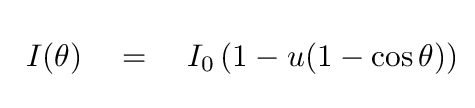 I(θ) = I₀ (1 − u(1 − cos θ))